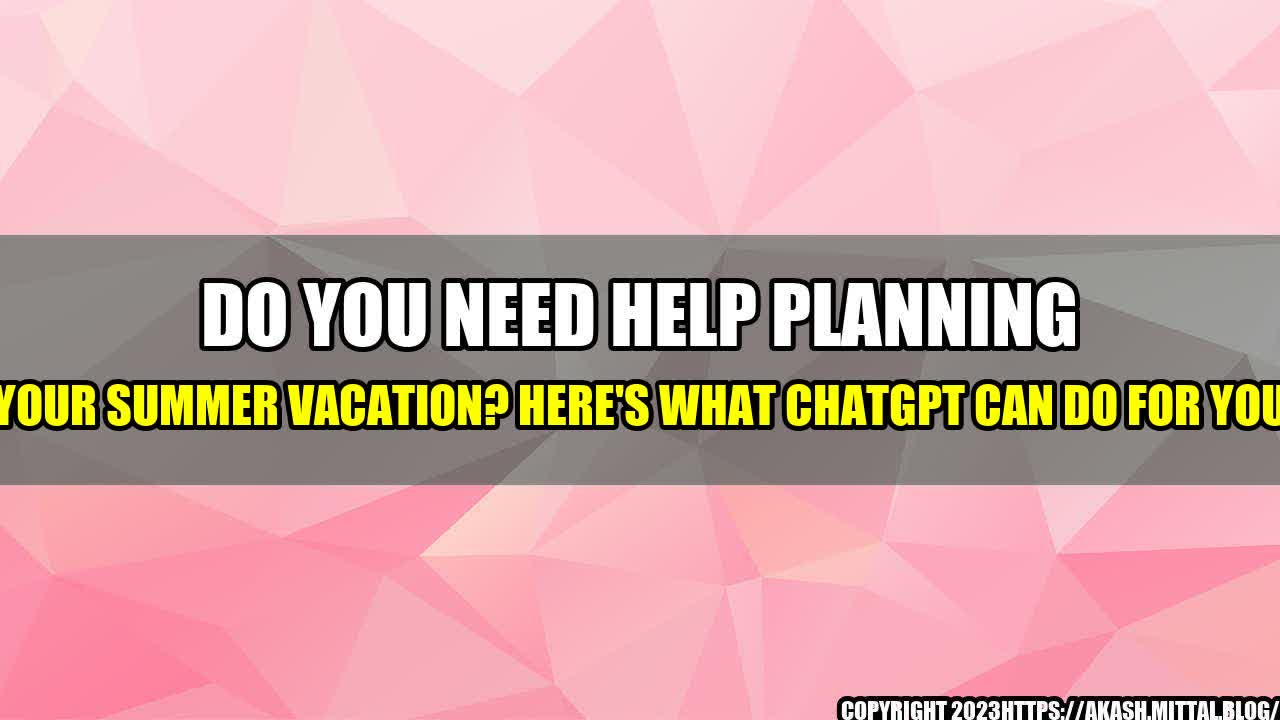 DO YOU NEED HELP PLANNING
YOUR SUMMER VACATION? HERE'S WHAT CHATGPT CAN DO FOR YOU
COPYRIGHT 2023HTTPS://AKASH.MITTAL.BLOG/